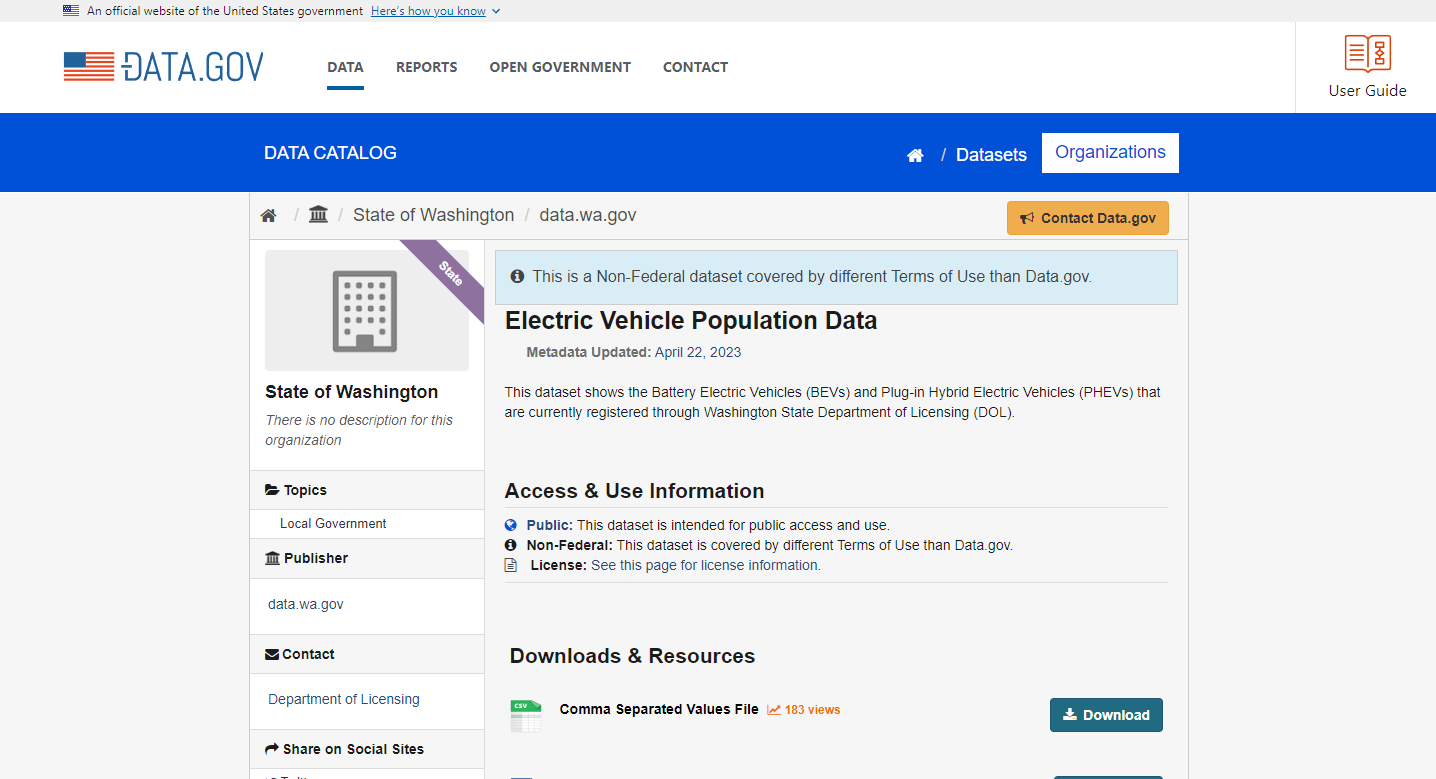 An official website of the United States government Here's how you know
DATA.GOV
DATA REPORTS OPEN GOVERNMENT CONTACT
User Guide
DATA CATALOG
/ Datasets Organizations
/ / State of Washington / data.wa.gov
Contact Data.gov
State
This is a Non-Federal dataset covered by different Terms of Use than Data.gov.
State of Washington
There is no description for this
organization
Topics
Local Government
Publisher
data.wa.gov
Contact
Department of Licensing
Share on Social Sites
Electric Vehicle Population Data
Metadata Updated: April 22, 2023
This dataset shows the Battery Electric Vehicles (BEVs) and Plug-in Hybrid Electric Vehicles (PHEVs) that
are currently registered through Washington State Department of Licensing (DOL).
Access & Use Information
Public: This dataset is intended for public access and use.
Non-Federal: This dataset is covered by different Terms of Use than Data.gov.
License: See this page for license information.
Downloads & Resources
CSV
Comma Separated Values File 183 views
Download